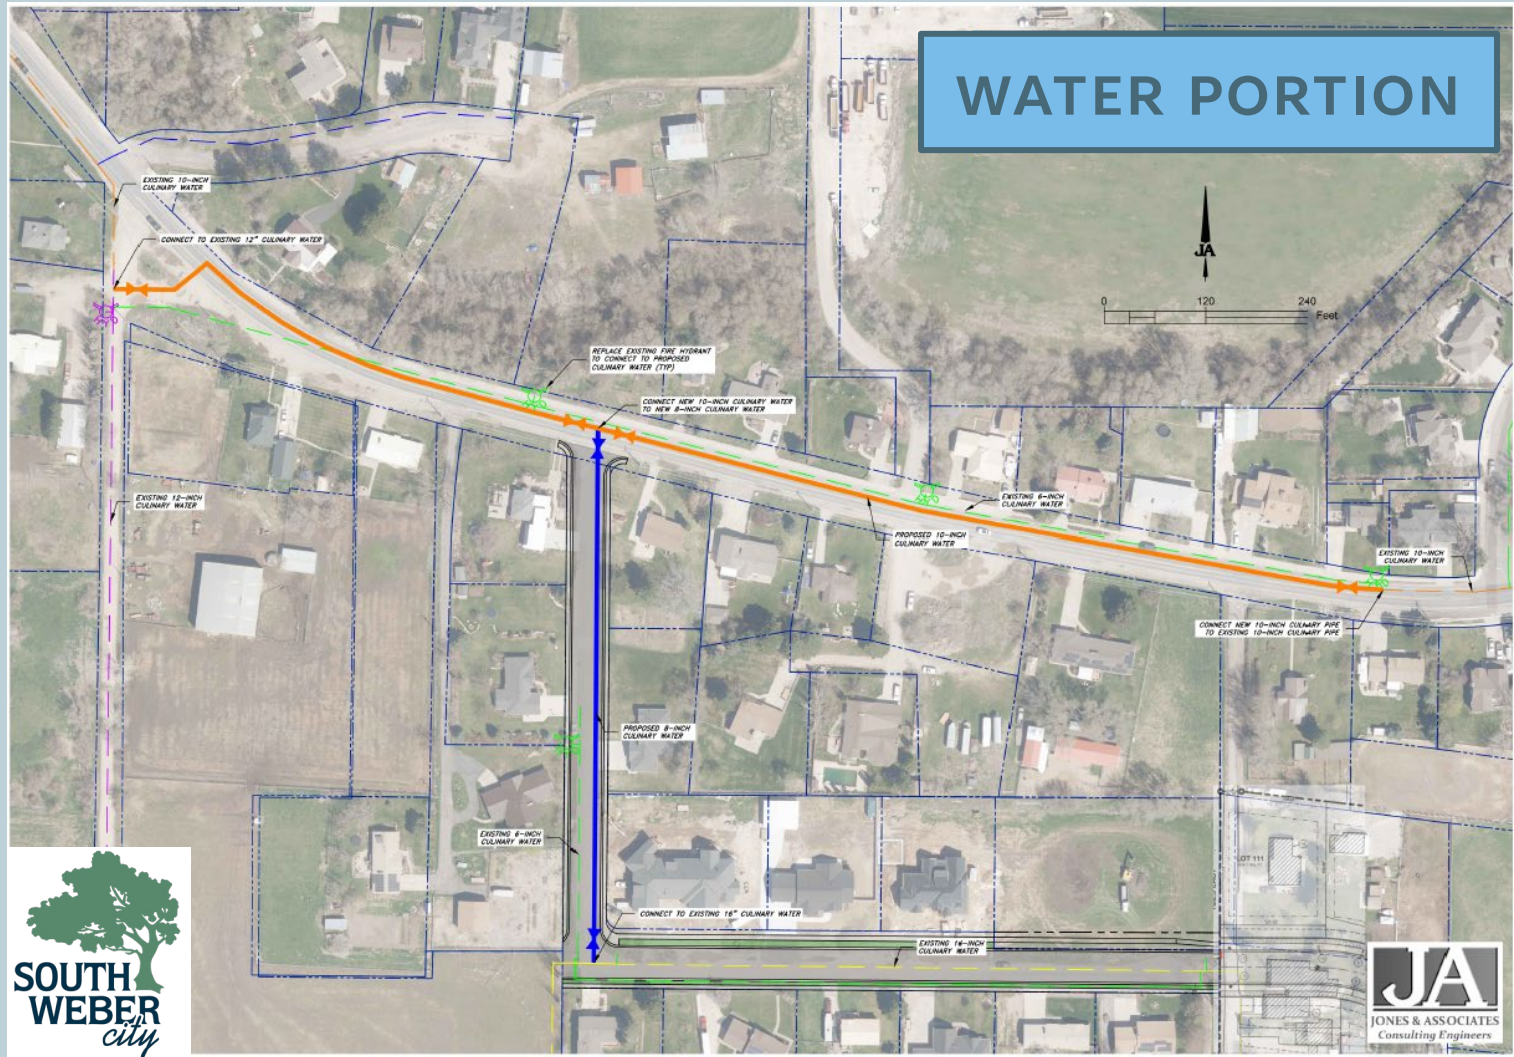 WATER PORTION
EXISTING 10-INCH
CULINARY WATER
CONNECT TO EXISTING 12" CULINARY WATER
JA
0 120 240
Feet
REPLACE EXISTING FIRE HYDRANT
TO CONNECT TO PROPOSED
CULINARY WATER (TYP)
CONNECT NEW 10-INCH CULINARY WATER
TO NEW 8-INCH CULINARY WATER
EXISTING 12-INCH
CULINARY WATER
EXISTING 6-INCH
CULINARY WATER
PROPOSED 10-INCH
CULINARY WATER
EXISTING 10-INCH
CULINARY WATER
CONNECT NEW 10-INCH CULINARY PIPE
TO EXISTING 10-INCH CULINARY PIPE
PROPOSED 8-INCH
CULINARY WATER
EXISTING 6-INCH
CULINARY WATER
LOT 111
CONNECT TO EXISTING 16" CULINARY WATER
EXISTING 16-INCH
CULINARY WATER
SOUTH
WEBER
city
JA
JONES & ASSOCIATES
Consulting Engineers